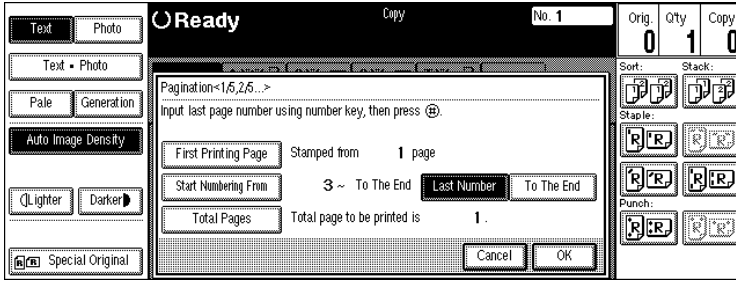 Text
Photo
Text • Photo
Pale
Generation
Auto Image Density
Lighter
Darker
Special Original
Ready
Copy
No. 1
Orig.
Q'ty
Copy
0
1
0
Pagination<1/5,2/5...>
Input last page number using number key, then press (#).
First Printing Page
Stamped from 1 page
Start Numbering From
3 ~ To The End
Last Number
To The End
Total Pages
Total page to be printed is 1 .
Cancel
OK
Sort:
Stack:
Staple:
Punch: